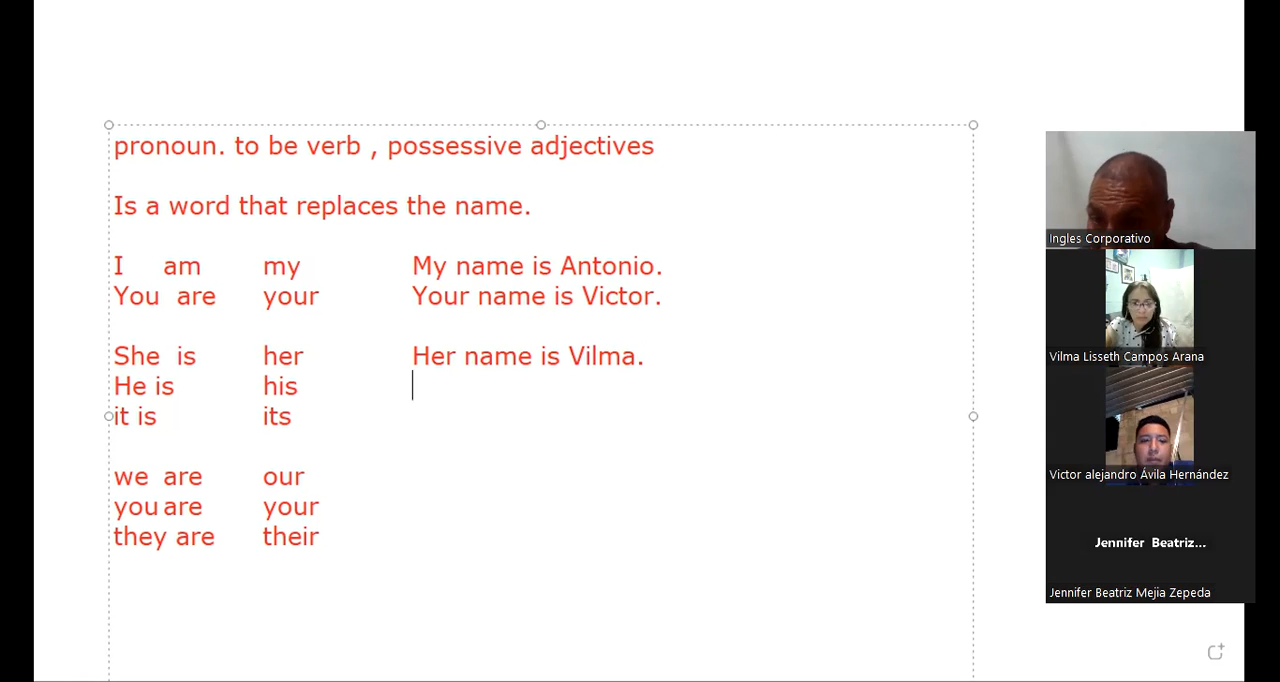 pronoun. to be verb , possessive adjectives
Is a word that replaces the name.
I am my My name is Antonio.
You are your Your name is Victor.
She is her Her name is Vilma.
He is his
it is its
we are our
you are your
they are their
Ingles Corporativo
Vilma Lisseth Campos Arana
Victor alejandro Ávila Hernández
Jennifer Beatriz...
Jennifer Beatriz Mejia Zepeda